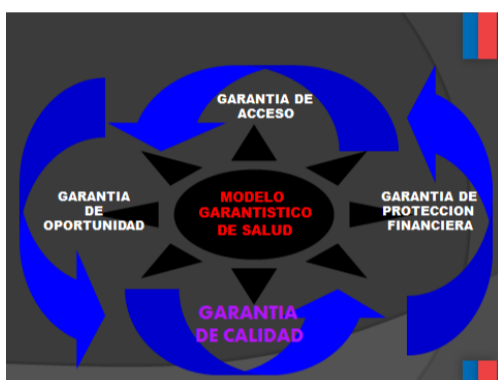 GARANTIA DE
ACCESO
GARANTIA
DE
OPORTUNIDAD
MODELO
GARANTISTICO
DE SALUD
GARANTIA DE
PROTECCION
FINANCIERA
GARANTIA
DE CALIDAD